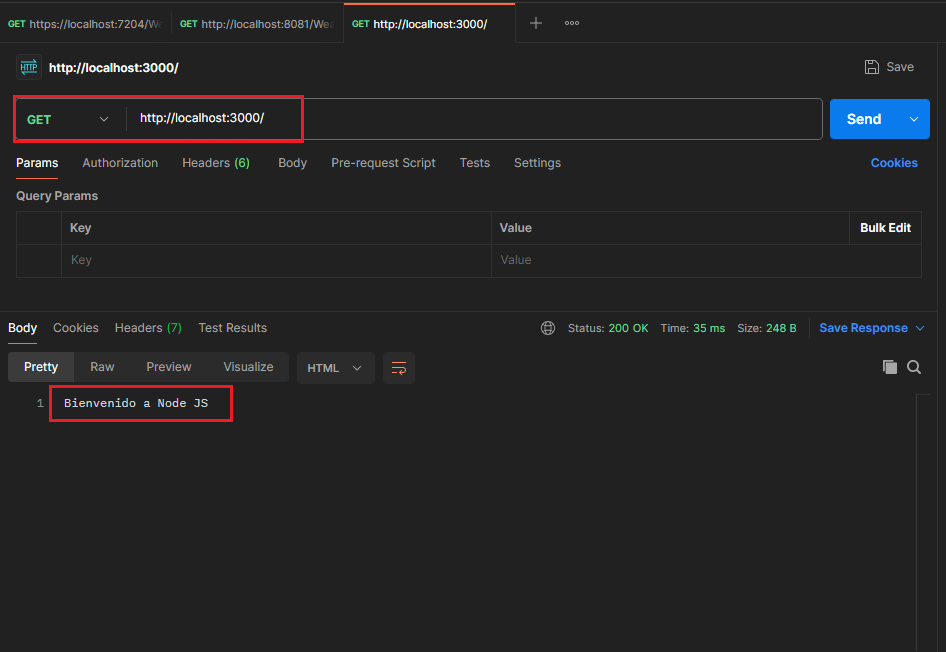 GET https://localhost:7204/W GET http://localhost:8081/Wea GET http://localhost:3000/
HTTP http://localhost:3000/ Save
GET http://localhost:3000/ Send
Params Authorization Headers (6) Body Pre-request Script Tests Settings Cookies
Query Params
Key Value Bulk Edit
Key Value
Body Cookies Headers (7) Test Results Status: 200 OK Time: 35 ms Size: 248 B Save Response
Pretty Raw Preview Visualize HTML
1 Bienvenido a Node JS